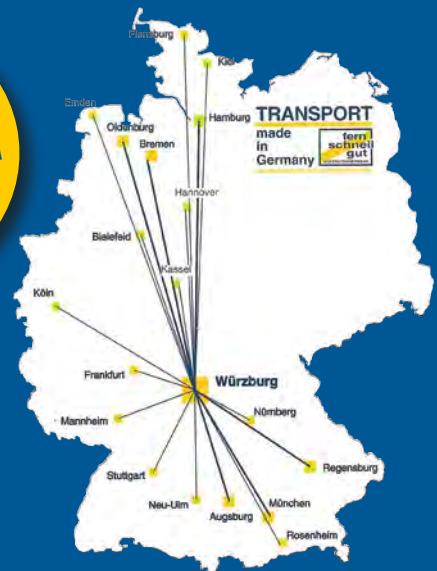 Flensburg
Kiel
Emden
Hamburg
Oldenburg
Bremen
TRANSPORT
made
in
Germany
fern
schnell
gut
Hannover
Bielefeld
Kassel
Köln
Frankfurt
Würzburg
Mannheim
Nürnberg
Stuttgart
Regensburg
Neu-Ulm
Augsburg
München
Rosenheim